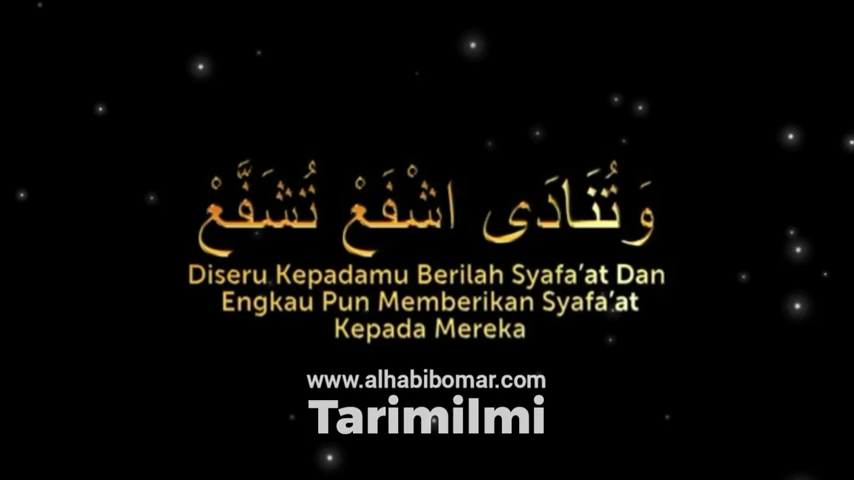 وَتُنَادَى اشْفَعْ تُشَفَّعْ
Diseru Kepadamu Berilah Syafa'at Dan
Engkau Pun Memberikan Syafa'at
Kepada Mereka
www.alhabibomar.com
Tarimilmi